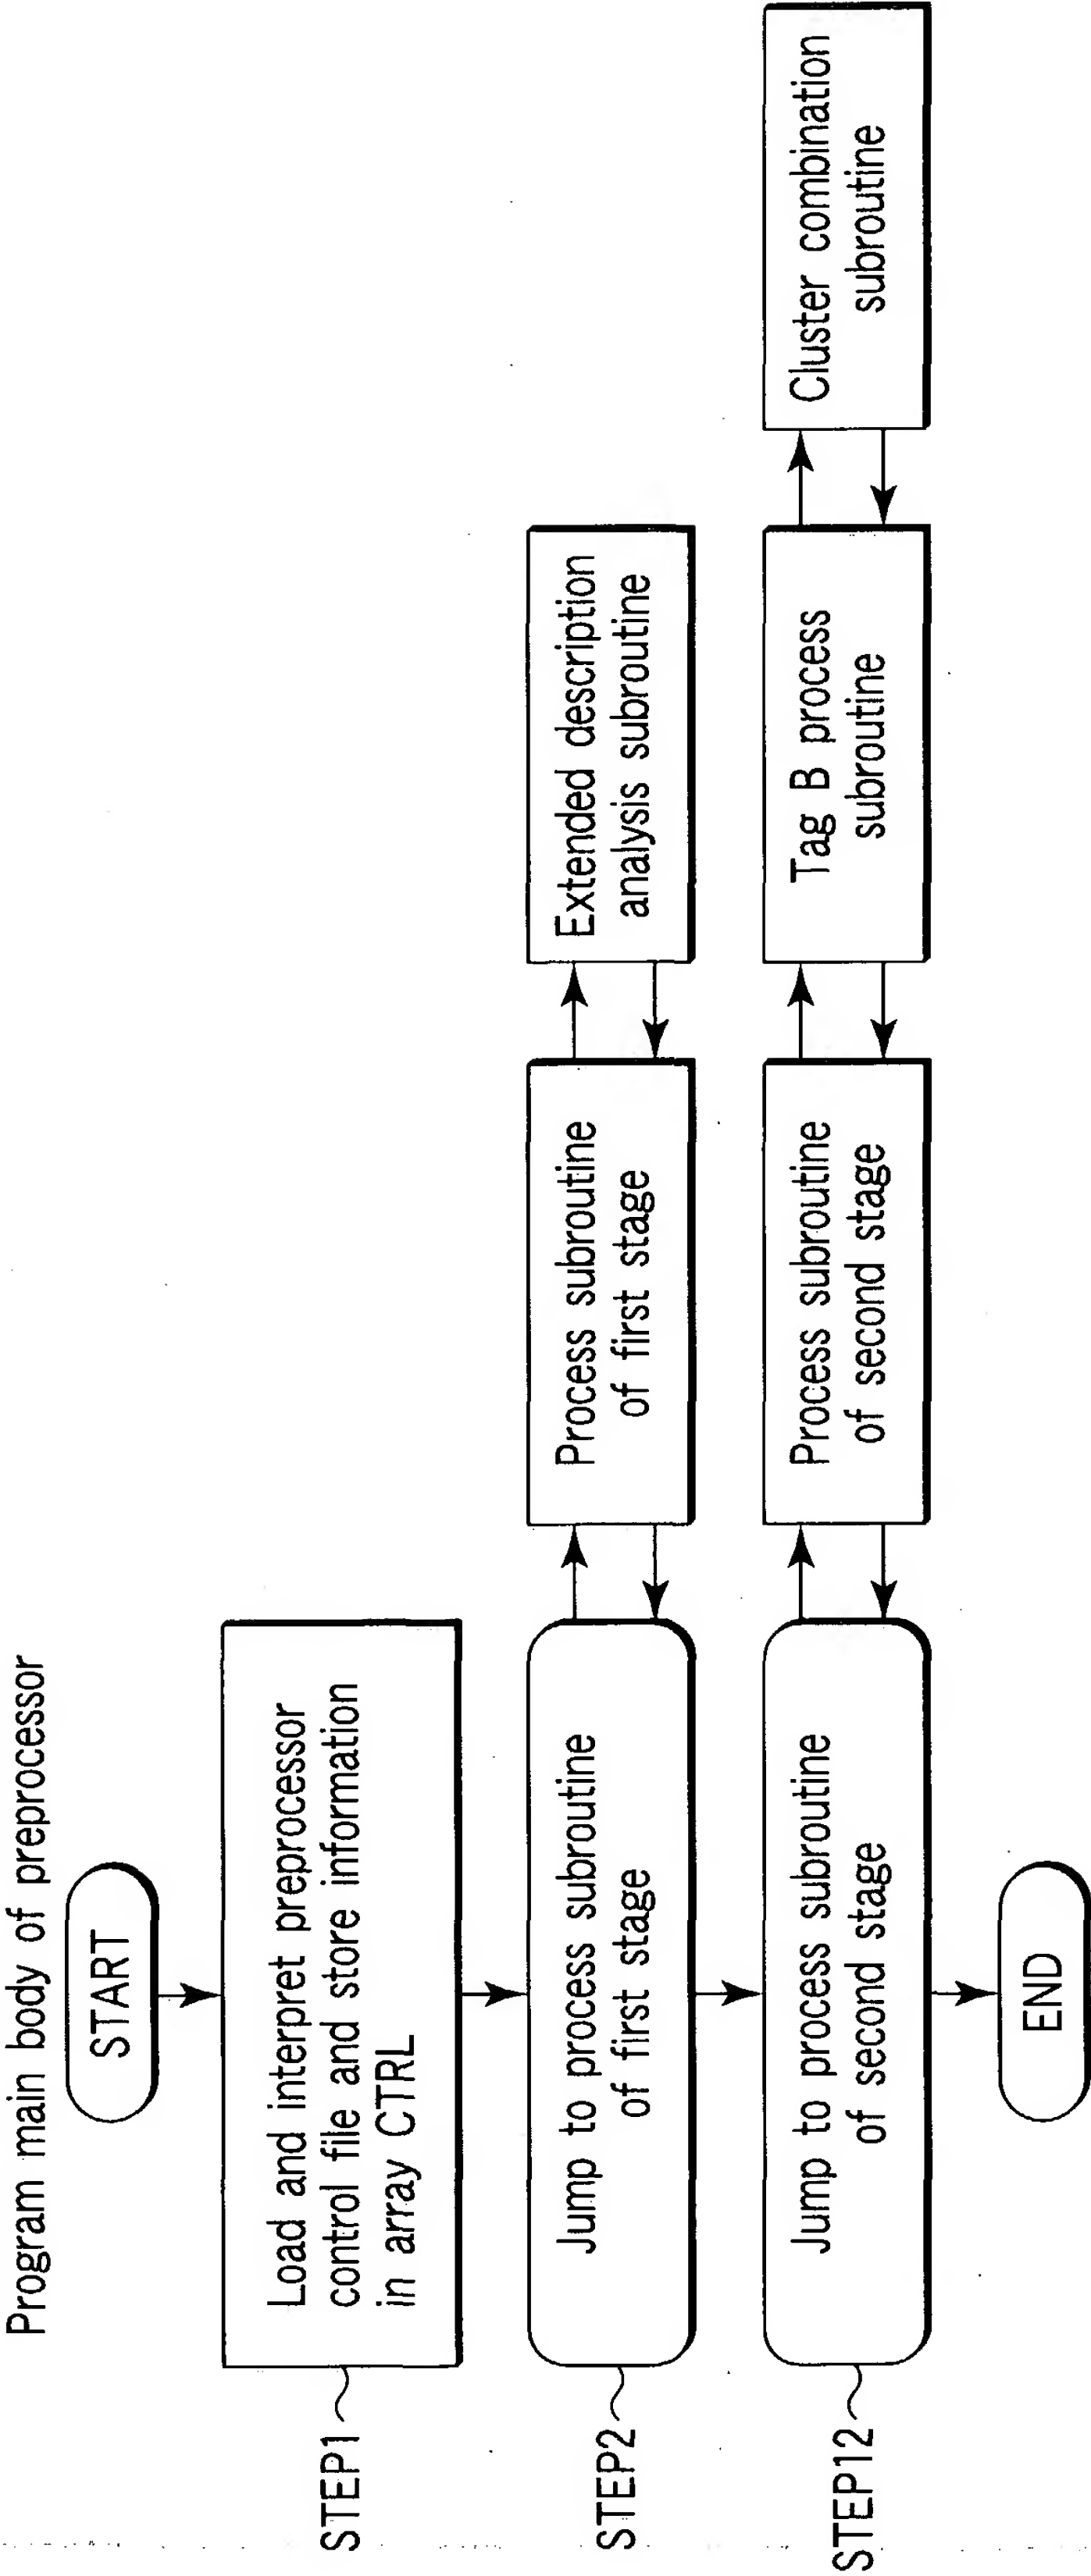 Program main body of preprocessor
START
STEP1
Load and interpret preprocessor
control file and store information
in array CTRL
STEP2
Jump to process subroutine
of first stage
Process subroutine
of first stage
Extended description
analysis subroutine
STEP12
Jump to process subroutine
of second stage
Process subroutine
of second stage
Tag B process
subroutine
Cluster combination
subroutine
END